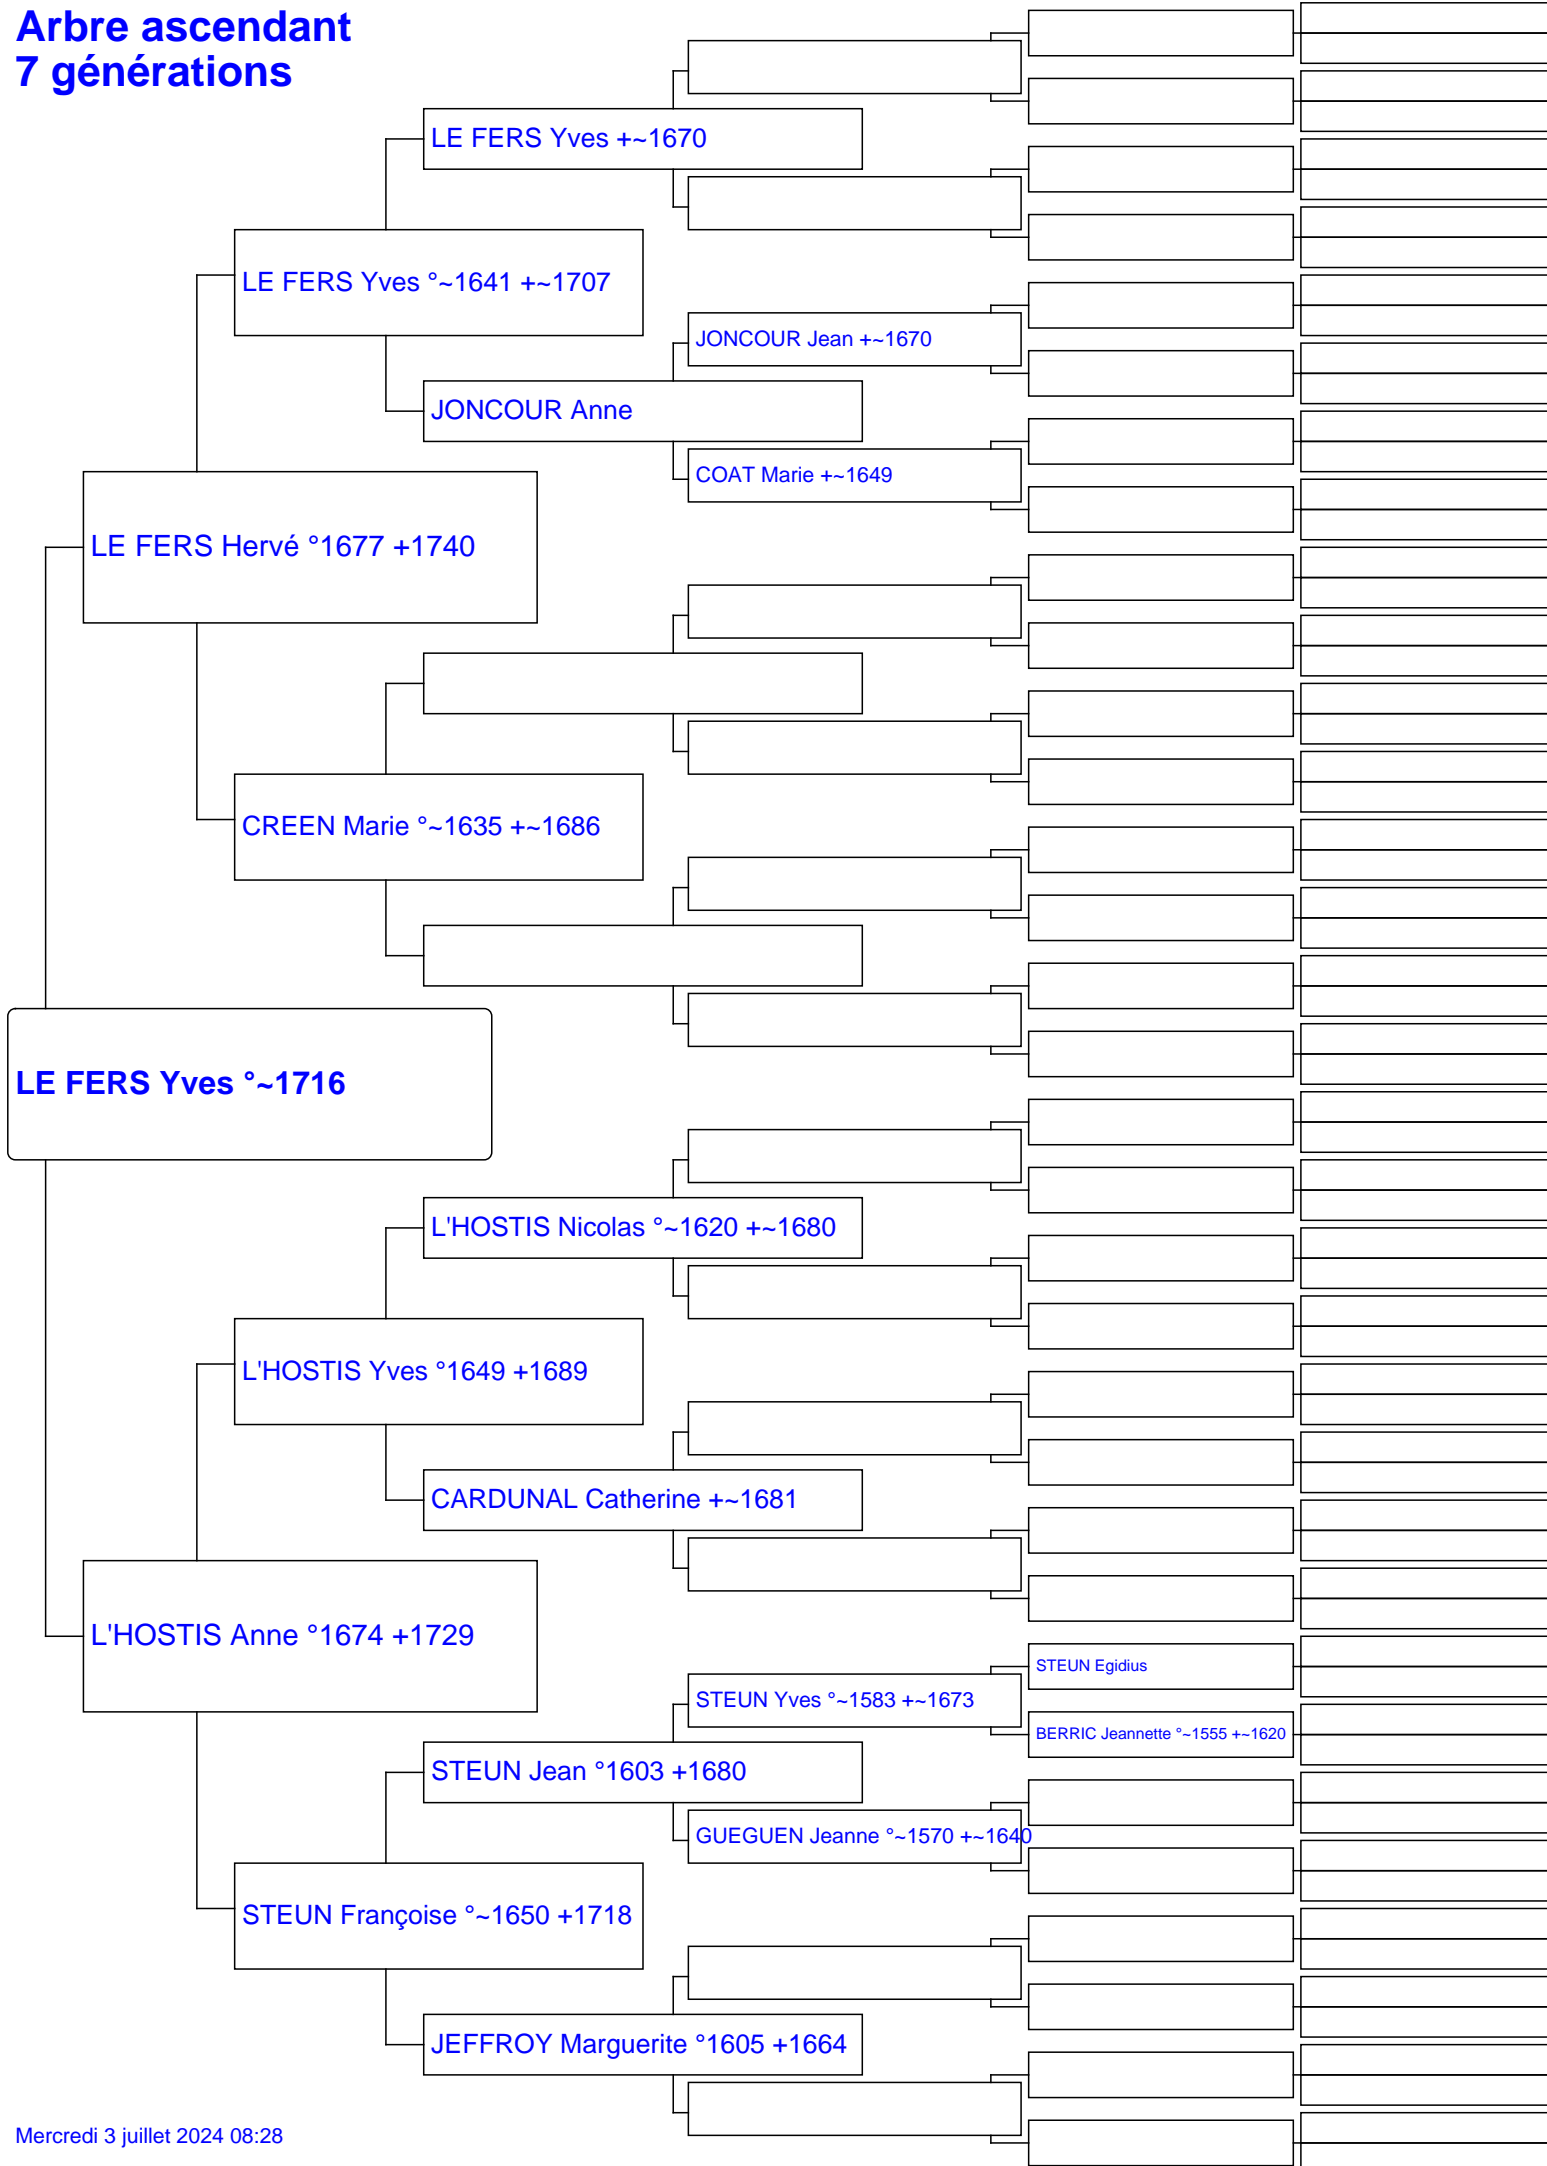 Arbre ascendant
7 générations
LE FERS Yves +~1670
LE FERS Yves °~1641 +~1707
JONCOUR Jean +~1670
JONCOUR Anne
COAT Marie +~1649
LE FERS Hervé °1677 +1740
CREEN Marie °~1635 +~1686
LE FERS Yves °~1716
L'HOSTIS Nicolas °~1620 +~1680
L'HOSTIS Yves °1649 +1689
CARDUNAL Catherine +~1681
L'HOSTIS Anne °1674 +1729
STEUN Egidius
STEUN Yves °~1583 +~1673
BERRIC Jeannette °~1555 +~1620
STEUN Jean °1603 +1680
GUEGUEN Jeanne °~1570 +~1640
STEUN Françoise °~1650 +1718
JEFFROY Marguerite °1605 +1664
Mercredi 3 juillet 2024 08:28